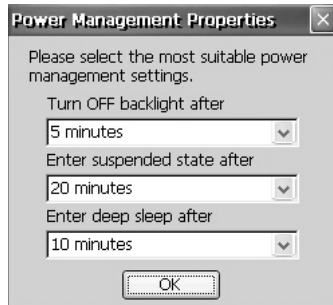 Power Management Properties
Please select the most suitable power
management settings.
Turn OFF backlight after
5 minutes
Enter suspended state after
20 minutes
Enter deep sleep after
10 minutes
OK